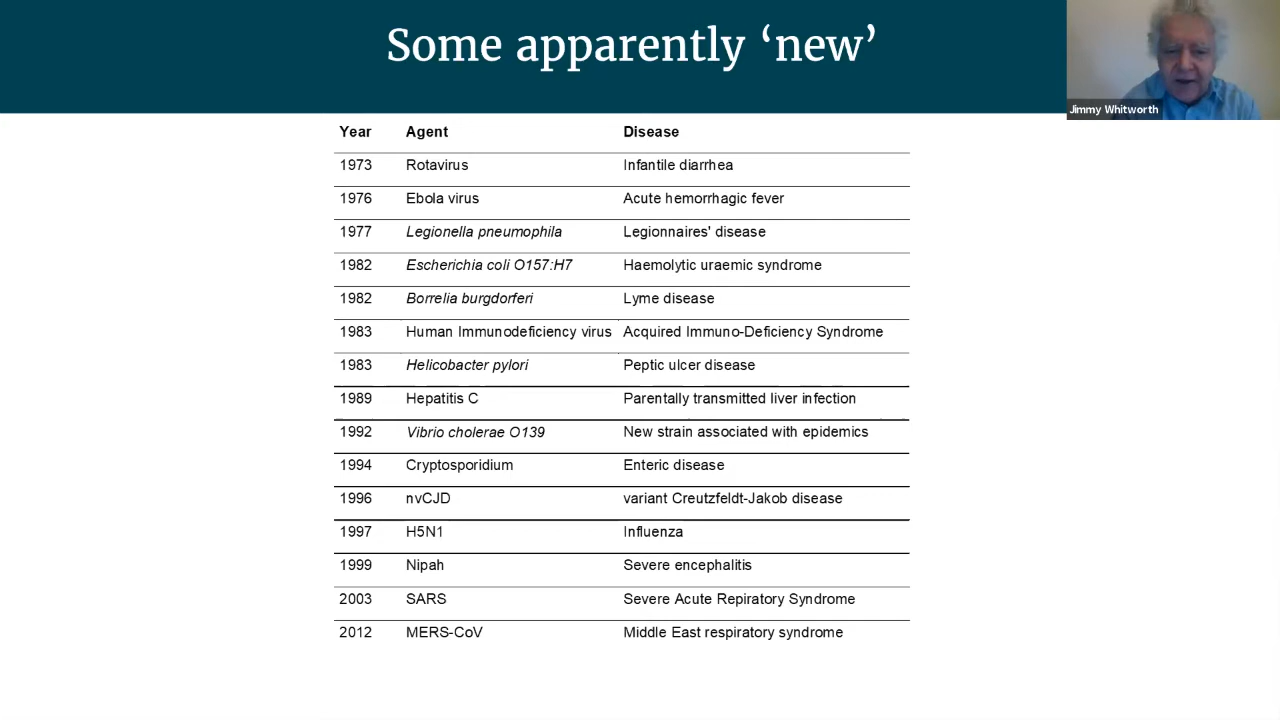 Some apparently ‘new’
Jimmy Whitworth
Year Agent Disease
1973 Rotavirus Infantile diarrhea
1976 Ebola virus Acute hemorrhagic fever
1977 Legionella pneumophila Legionnaires' disease
1982 Escherichia coli O157:H7 Haemolytic uraemic syndrome
1982 Borrelia burgdorferi Lyme disease
1983 Human Immunodeficiency virus Acquired Immuno-Deficiency Syndrome
1983 Helicobacter pylori Peptic ulcer disease
1989 Hepatitis C Parentally transmitted liver infection
1992 Vibrio cholerae O139 New strain associated with epidemics
1994 Cryptosporidium Enteric disease
1996 nvCJD variant Creutzfeldt-Jakob disease
1997 H5N1 Influenza
1999 Nipah Severe encephalitis
2003 SARS Severe Acute Repiratory Syndrome
2012 MERS-CoV Middle East respiratory syndrome